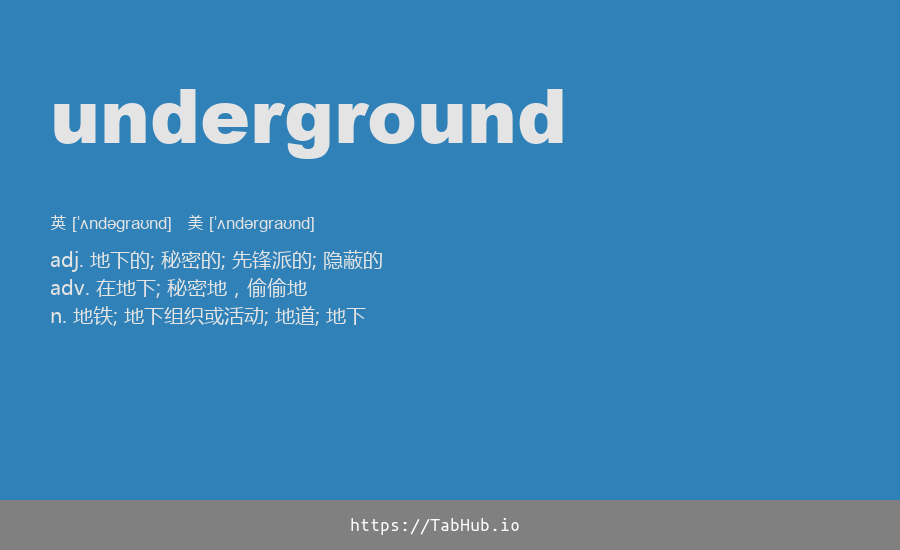 underground
英 [ˈʌndəɡraʊnd] 美 [ˈʌndərɡraʊnd]
adj. 地下的; 秘密的; 先锋派的; 隐蔽的
adv. 在地下; 秘密地，偷偷地
n. 地铁; 地下组织或活动; 地道; 地下
https://TabHub.io